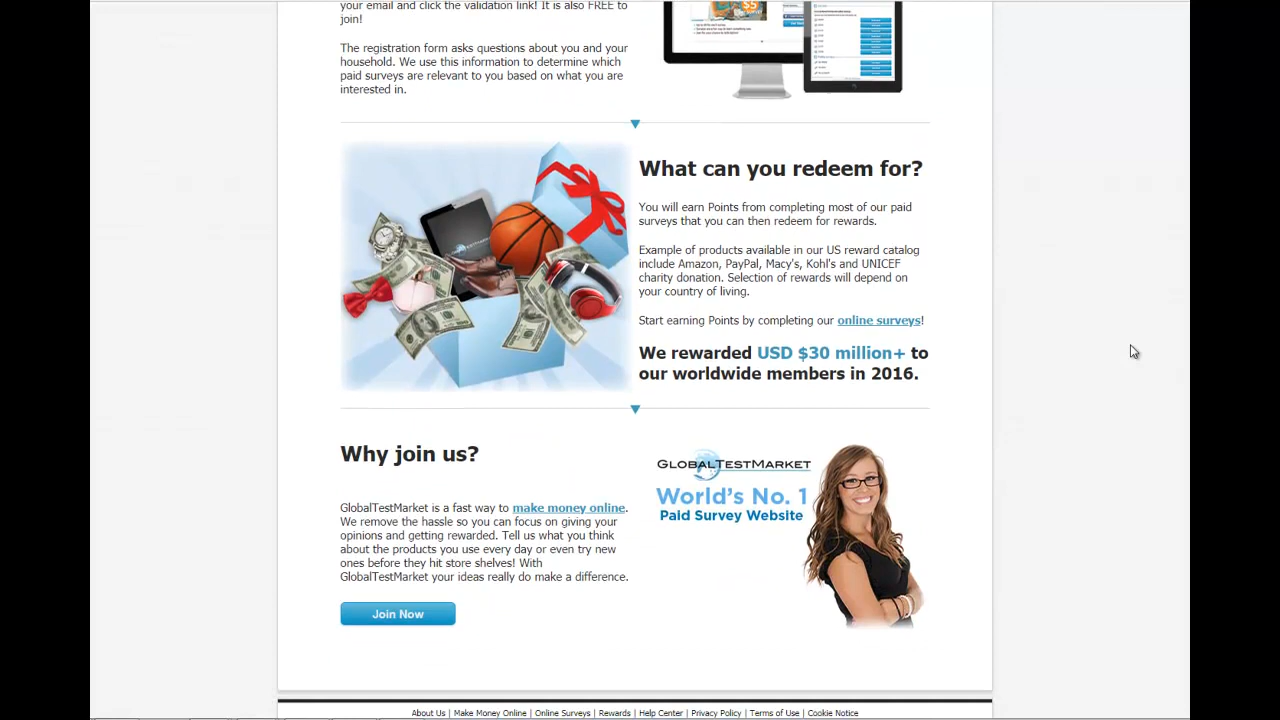 your email and click the validation link! It is also FREE to
join!
The registration form asks questions about you and your
household. We use this information to determine which
paid surveys are relevant to you based on what you are
interested in.
$5
What can you redeem for?
You will earn Points from completing most of our paid
surveys that you can then redeem for rewards.
Example of products available in our US reward catalog
include Amazon, PayPal, Macy's, Kohl's and UNICEF
charity donation. Selection of rewards will depend on
your country of living.
Start earning Points by completing our online surveys!
We rewarded USD $30 million+ to
our worldwide members in 2016.
Why join us?
GlobalTestMarket is a fast way to make money online.
We remove the hassle so you can focus on giving your
opinions and getting rewarded. Tell us what you think
about the products you use every day or even try new
ones before they hit store shelves! With
GlobalTestMarket your ideas really do make a difference.
Join Now
GLOBALTESTMARKET
World's No. 1
Paid Survey Website
About Us | Make Money Online | Online Surveys | Rewards | Help Center | Privacy Policy | Terms of Use | Cookie Notice